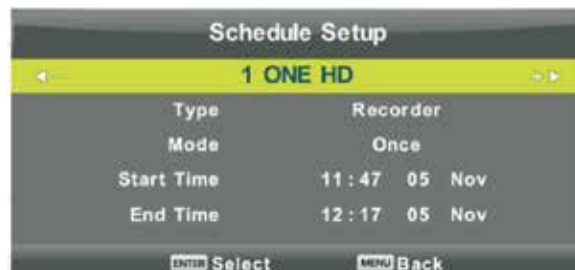 Schedule Setup
1 ONE HD
Type Recorder
Mode Once
Start Time 11:47 05 Nov
End Time 12:17 05 Nov
ENTER Select MENU Back